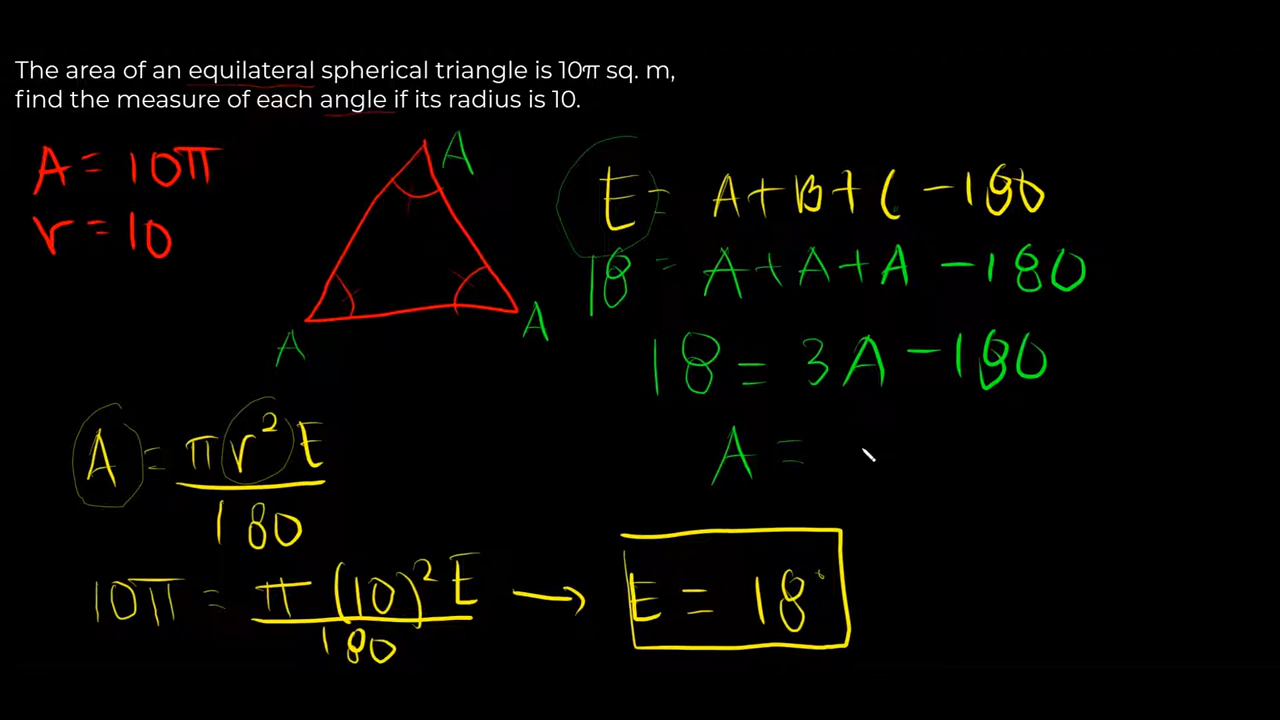 The area of an equilateral spherical triangle is 10π sq. m,
find the measure of each angle if its radius is 10.
A = 10π
r = 10
A
A
A
E = A + B + C - 180
18 = A + A + A - 180
18 = 3A - 180
A =
A = πr²E
180
10π = π(10)²E
180
→ E = 18°